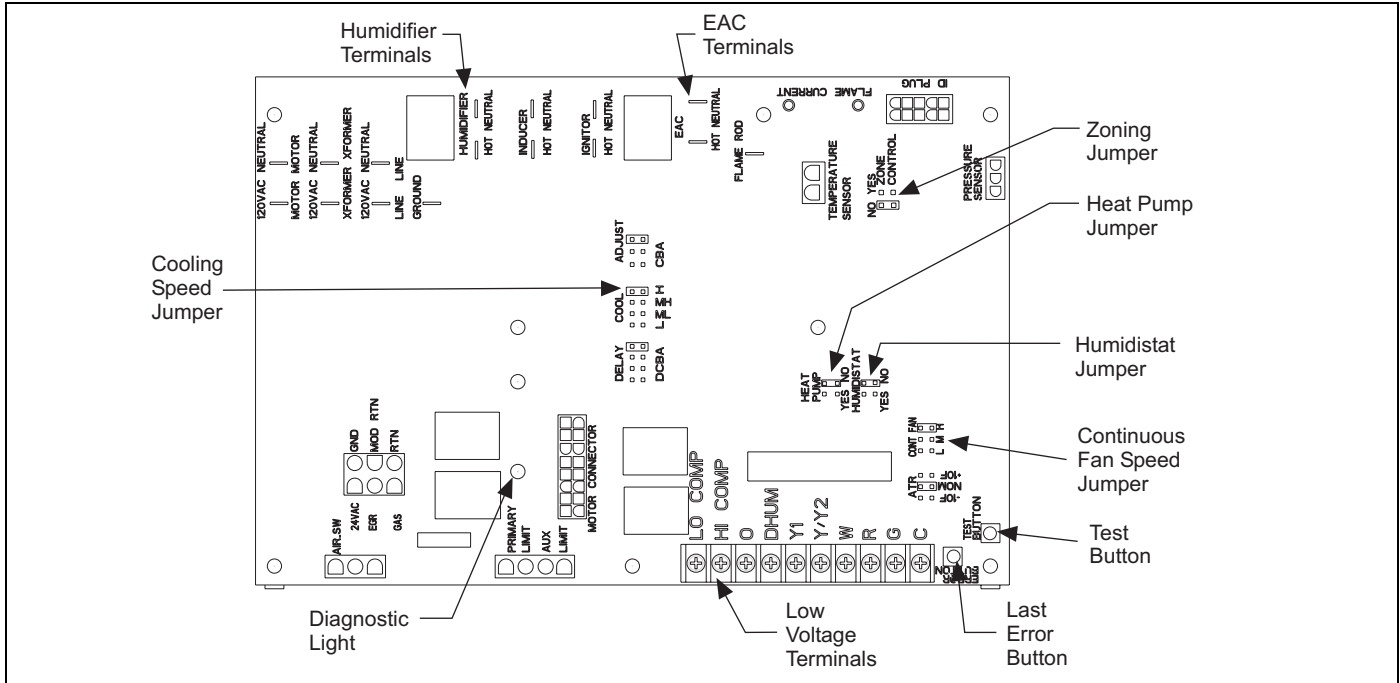 Humidifier
Terminals
EAC
Terminals
Zoning
Jumper
Heat Pump
Jumper
Humidistat
Jumper
Continuous
Fan Speed
Jumper
Test
Button
Last
Error
Button
Low
Voltage
Terminals
Diagnostic
Light
Cooling
Speed
Jumper
120VAC NEUTRAL
MOTOR MOTOR
120VAC NEUTRAL
XFORMER XFORMER
120VAC NEUTRAL
LINE LINE
GROUND
HUMIDIFIER
HOT NEUTRAL
INDUCER
HOT NEUTRAL
IGNITOR
HOT NEUTRAL
EAC
HOT NEUTRAL
FLAME ROD
FLAME CURRENT
ID PLUG
TEMPERATURE
SENSOR
NO YES
ZONE
CONTROL
PRESSURE
SENSOR
ADJUST
CBA
COOL
L ML MH H
DELAY
DCBA
HEAT
PUMP
YES NO
HUMIDISTAT
YES NO
CONT FAN
L M H
ATR
-10F NOM +10F
TEST
BUTTON
GND
MOD RTN
RTN
24VAC
EGR
GAS
AIR.SW
PRIMARY
LIMIT
AUX
LIMIT
MOTOR CONNECTOR
LO COMP
HI COMP
O
DHUM
Y1
Y/Y2
W
R
G
C